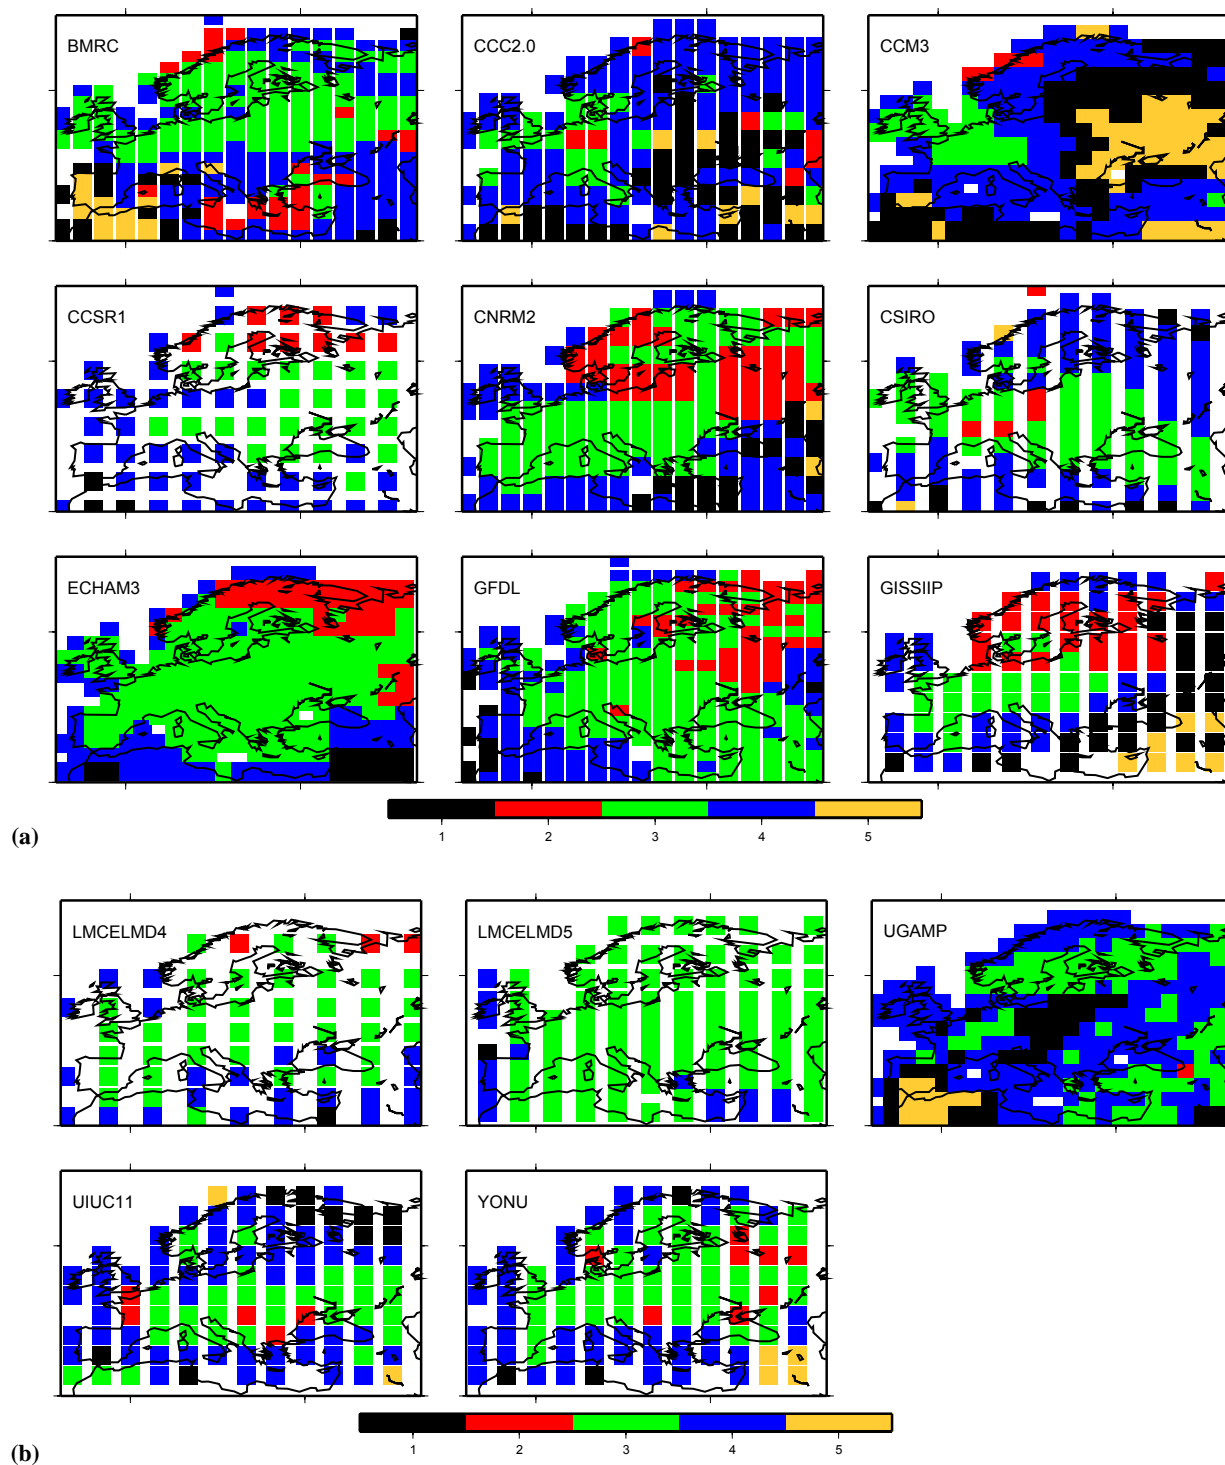 BMRC CCC2.0 CCM3
CCSR1 CNRM2 CSIRO
ECHAM3 GFDL GISSIIP
1 2 3 4 5
(a)
LMCELMD4 LMCELMD5 UGAMP
UIUC11 YONU
1 2 3 4 5
(b)